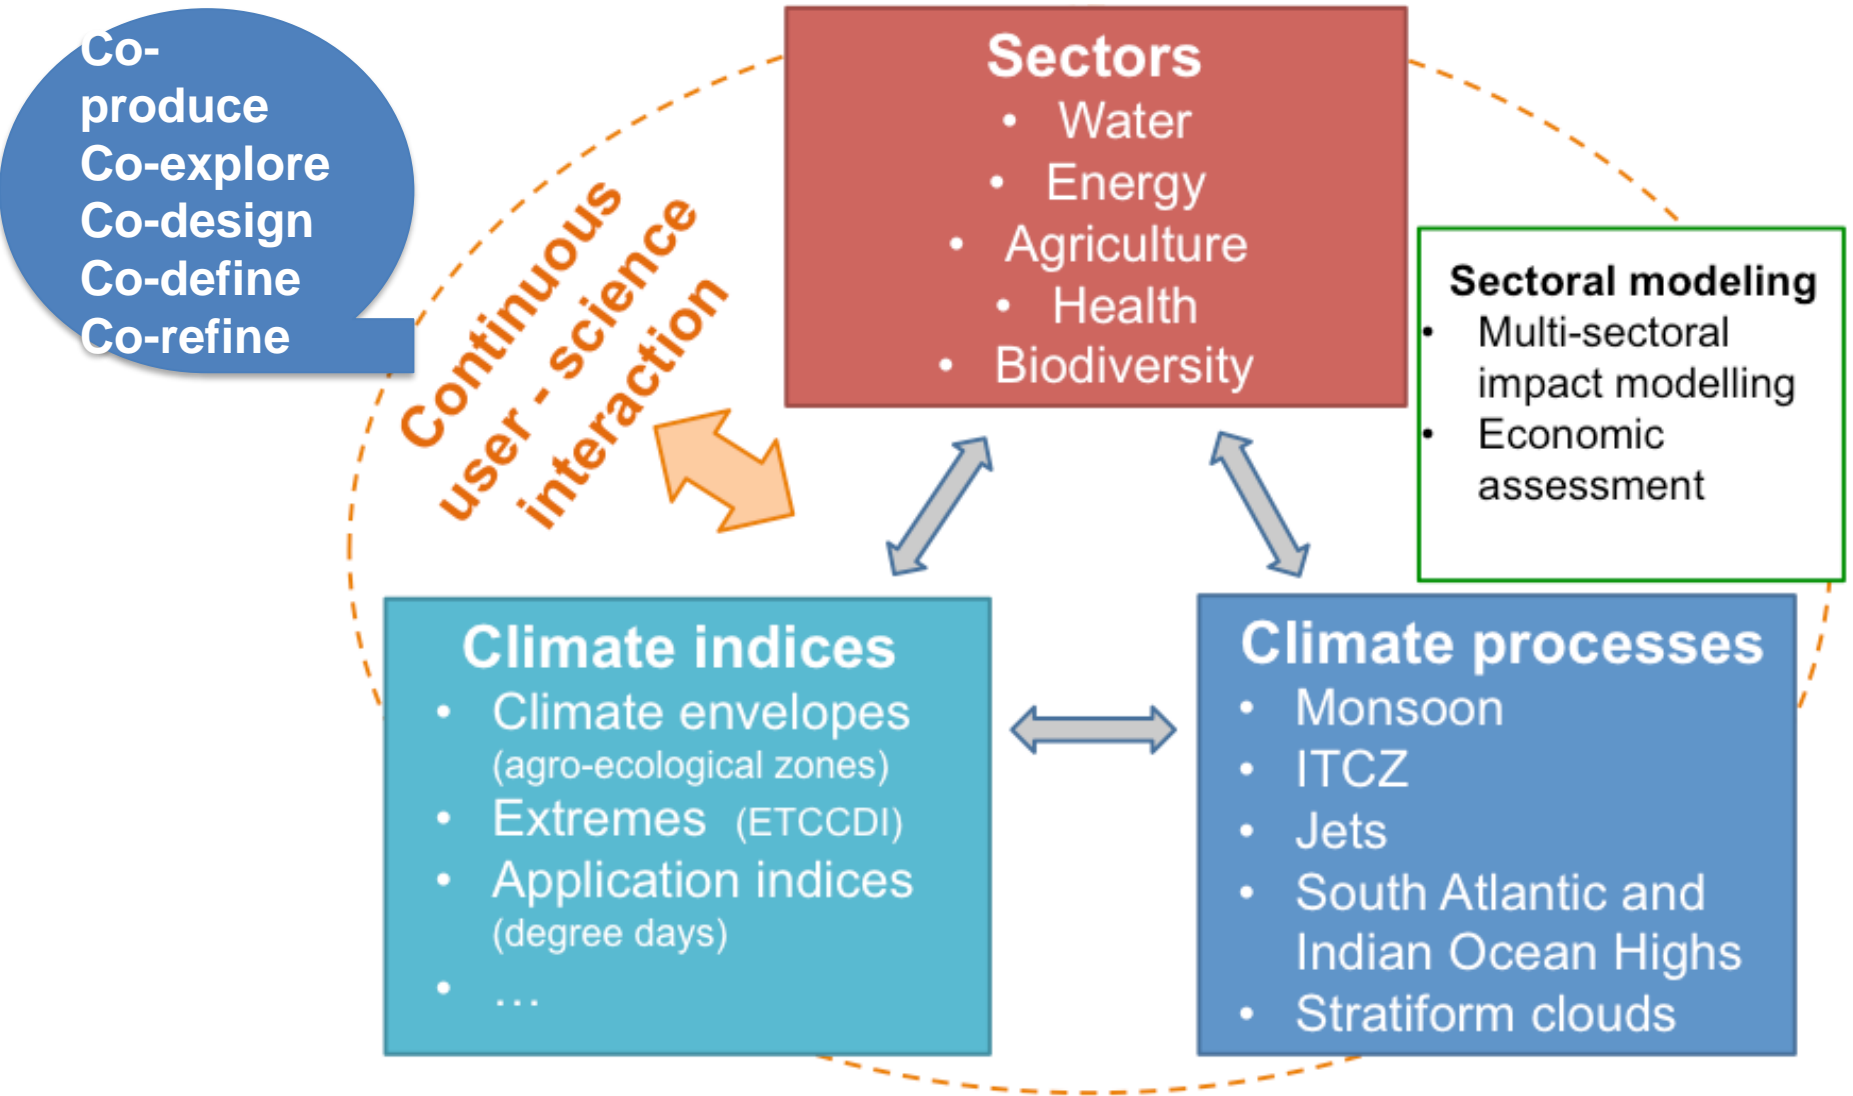 Co-
produce
Co-explore
Co-design
Co-define
Co-refine
Continuous
user - science
interaction
Sectors
• Water
• Energy
• Agriculture
• Health
• Biodiversity
Sectoral modeling
• Multi-sectoral
impact modelling
• Economic
assessment
Climate indices
• Climate envelopes
(agro-ecological zones)
• Extremes (ETCCDI)
• Application indices
(degree days)
• ...
Climate processes
• Monsoon
• ITCZ
• Jets
• South Atlantic and
Indian Ocean Highs
• Stratiform clouds